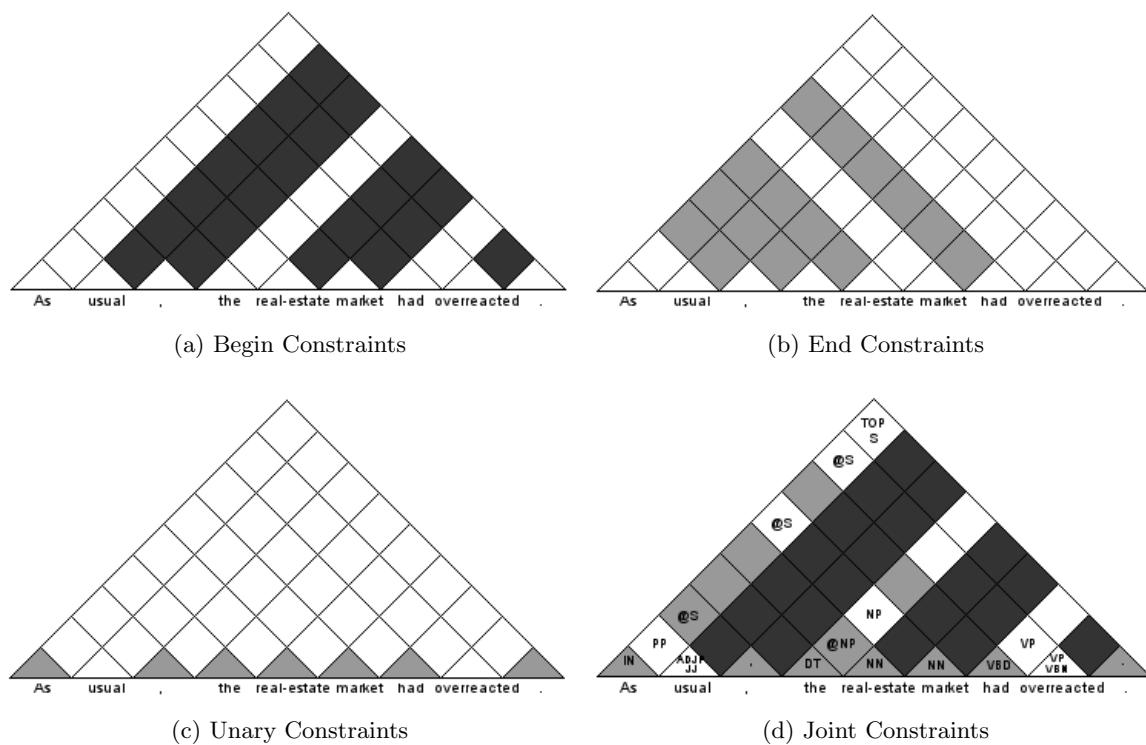 As usual , the real-estate market had overreacted .
As usual , the real-estate market had overreacted .
(a) Begin Constraints
(b) End Constraints
TOP
S
@S
@S
@S
NP
PP
@NP
VP
IN
ADJP
JJ
,
DT
NN
NN
VBD
VP
VBN
.
As usual , the real-estate market had overreacted .
As usual , the real-estate market had overreacted .
(c) Unary Constraints
(d) Joint Constraints